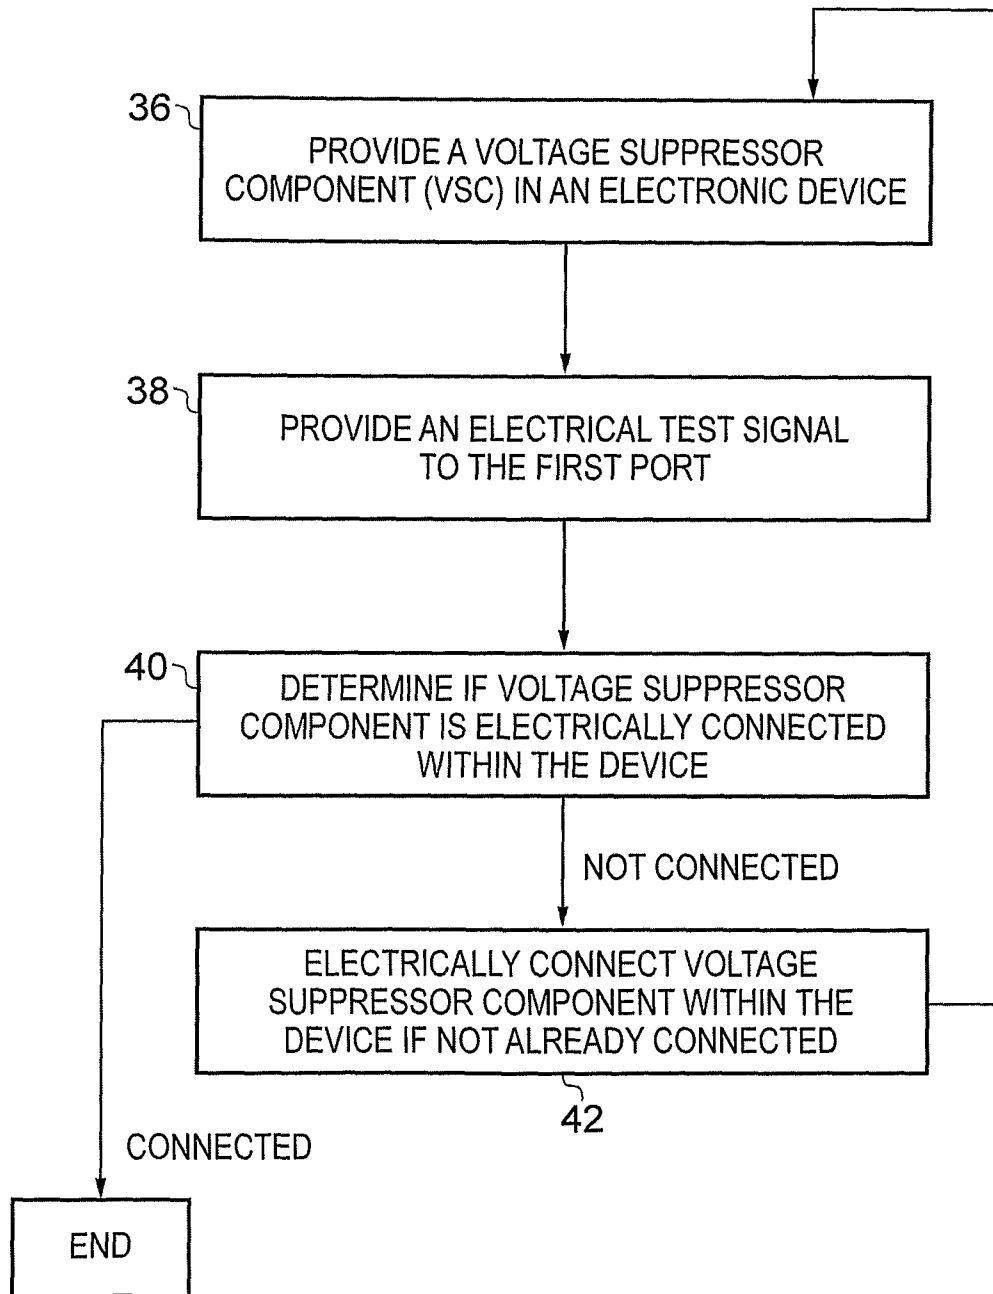 36
PROVIDE A VOLTAGE SUPPRESSOR
COMPONENT (VSC) IN AN ELECTRONIC DEVICE
38
PROVIDE AN ELECTRICAL TEST SIGNAL
TO THE FIRST PORT
40
DETERMINE IF VOLTAGE SUPPRESSOR
COMPONENT IS ELECTRICALLY CONNECTED
WITHIN THE DEVICE
NOT CONNECTED
ELECTRICALLY CONNECT VOLTAGE
SUPPRESSOR COMPONENT WITHIN THE
DEVICE IF NOT ALREADY CONNECTED
42
CONNECTED
END